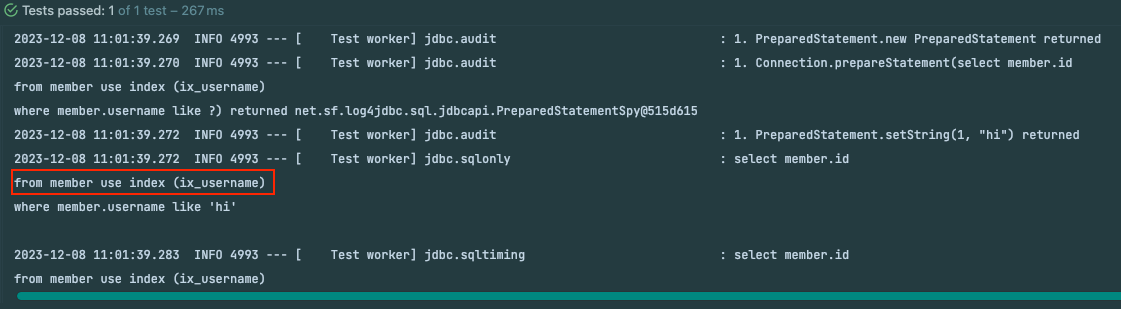 Tests passed: 1 of 1 test – 267 ms
2023-12-08 11:01:39.269  INFO 4993 --- [    Test worker] jdbc.audit                               : 1. PreparedStatement.new PreparedStatement returned
2023-12-08 11:01:39.270  INFO 4993 --- [    Test worker] jdbc.audit                               : 1. Connection.prepareStatement(select member.id
from member use index (ix_username)
where member.username like ?) returned net.sf.log4jdbc.sql.jdbcapi.PreparedStatementSpy@515d615
2023-12-08 11:01:39.272  INFO 4993 --- [    Test worker] jdbc.audit                               : 1. PreparedStatement.setString(1, "hi") returned
2023-12-08 11:01:39.272  INFO 4993 --- [    Test worker] jdbc.sqlonly                             : select member.id
from member use index (ix_username)
where member.username like 'hi'
2023-12-08 11:01:39.283  INFO 4993 --- [    Test worker] jdbc.sqltiming                           : select member.id
from member use index (ix_username)